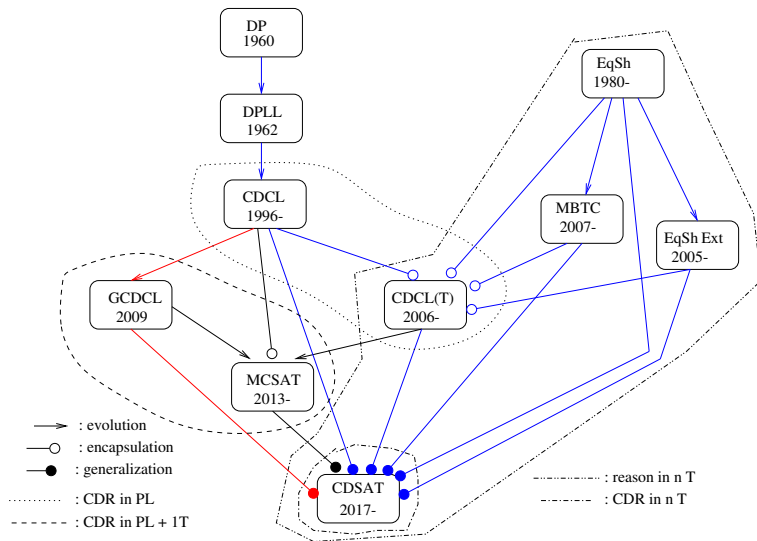 DP
1960
DPLL
1962
CDCL
1996-
EqSh
1980-
MBTC
2007-
EqSh Ext
2005-
GCDCL
2009
CDCL(T)
2006-
MCSAT
2013-
CDSAT
2017-
: evolution
: encapsulation
: generalization
: CDR in PL
: CDR in PL + 1T
: reason in n T
: CDR in n T